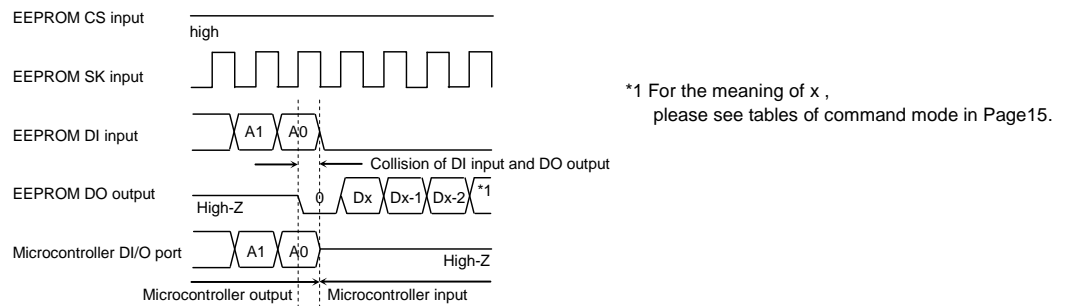 EEPROM CS input
high
EEPROM SK input
*1 For the meaning of x ,
please see tables of command mode in Page15.
EEPROM DI input
A1
A0
Collision of DI input and DO output
EEPROM DO output
High-Z
0
Dx
Dx-1
Dx-2
*1
Microcontroller DI/O port
A1
A0
High-Z
Microcontroller output
Microcontroller input